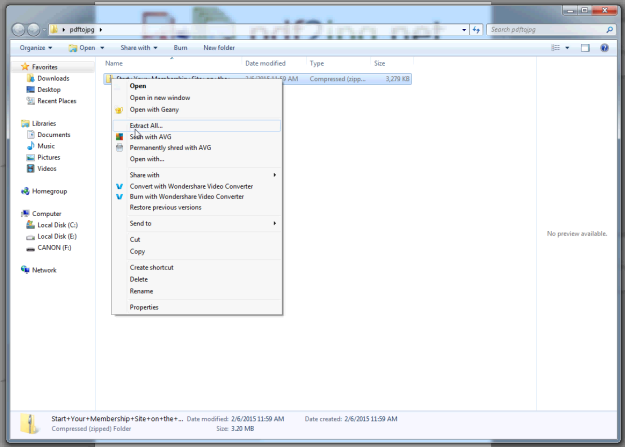 pdf2jpg.net
pdftojpg
Search pdftojpg
Organize Open Share with Burn New folder
Name Date modified Type Size
Start+Your+Membership+Site+on+the... 2/6/2015 11:59 AM Compressed (zipp... 3,279 KB
Favorites
Downloads
Desktop
Recent Places
Libraries
Documents
Music
Pictures
Videos
Homegroup
Computer
Local Disk (C:)
Local Disk (E:)
CANON (F:)
Network
Open
Open in new window
Open with Geany
Extract All...
Scan with AVG
Permanently shred with AVG
Open with...
Share with
Convert with Wondershare Video Converter
Burn with Wondershare Video Converter
Restore previous versions
Send to
Cut
Copy
Create shortcut
Delete
Rename
Properties
No preview available.
Start+Your+Membership+Site+on+the+... Date modified: 2/6/2015 11:59 AM Date created: 2/6/2015 11:59 AM
Compressed (zipped) Folder Size: 3.20 MB